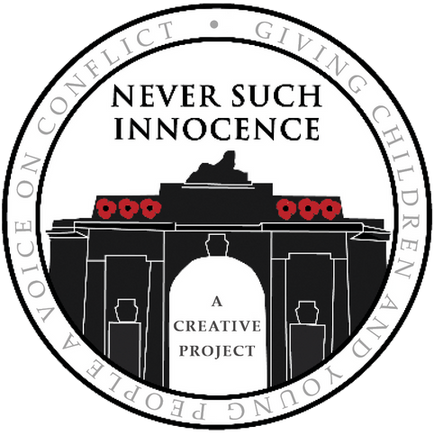 GIVING CHILDREN AND YOUNG PEOPLE A VOICE ON CONFLICT •
NEVER SUCH
INNOCENCE
A
CREATIVE
PROJECT